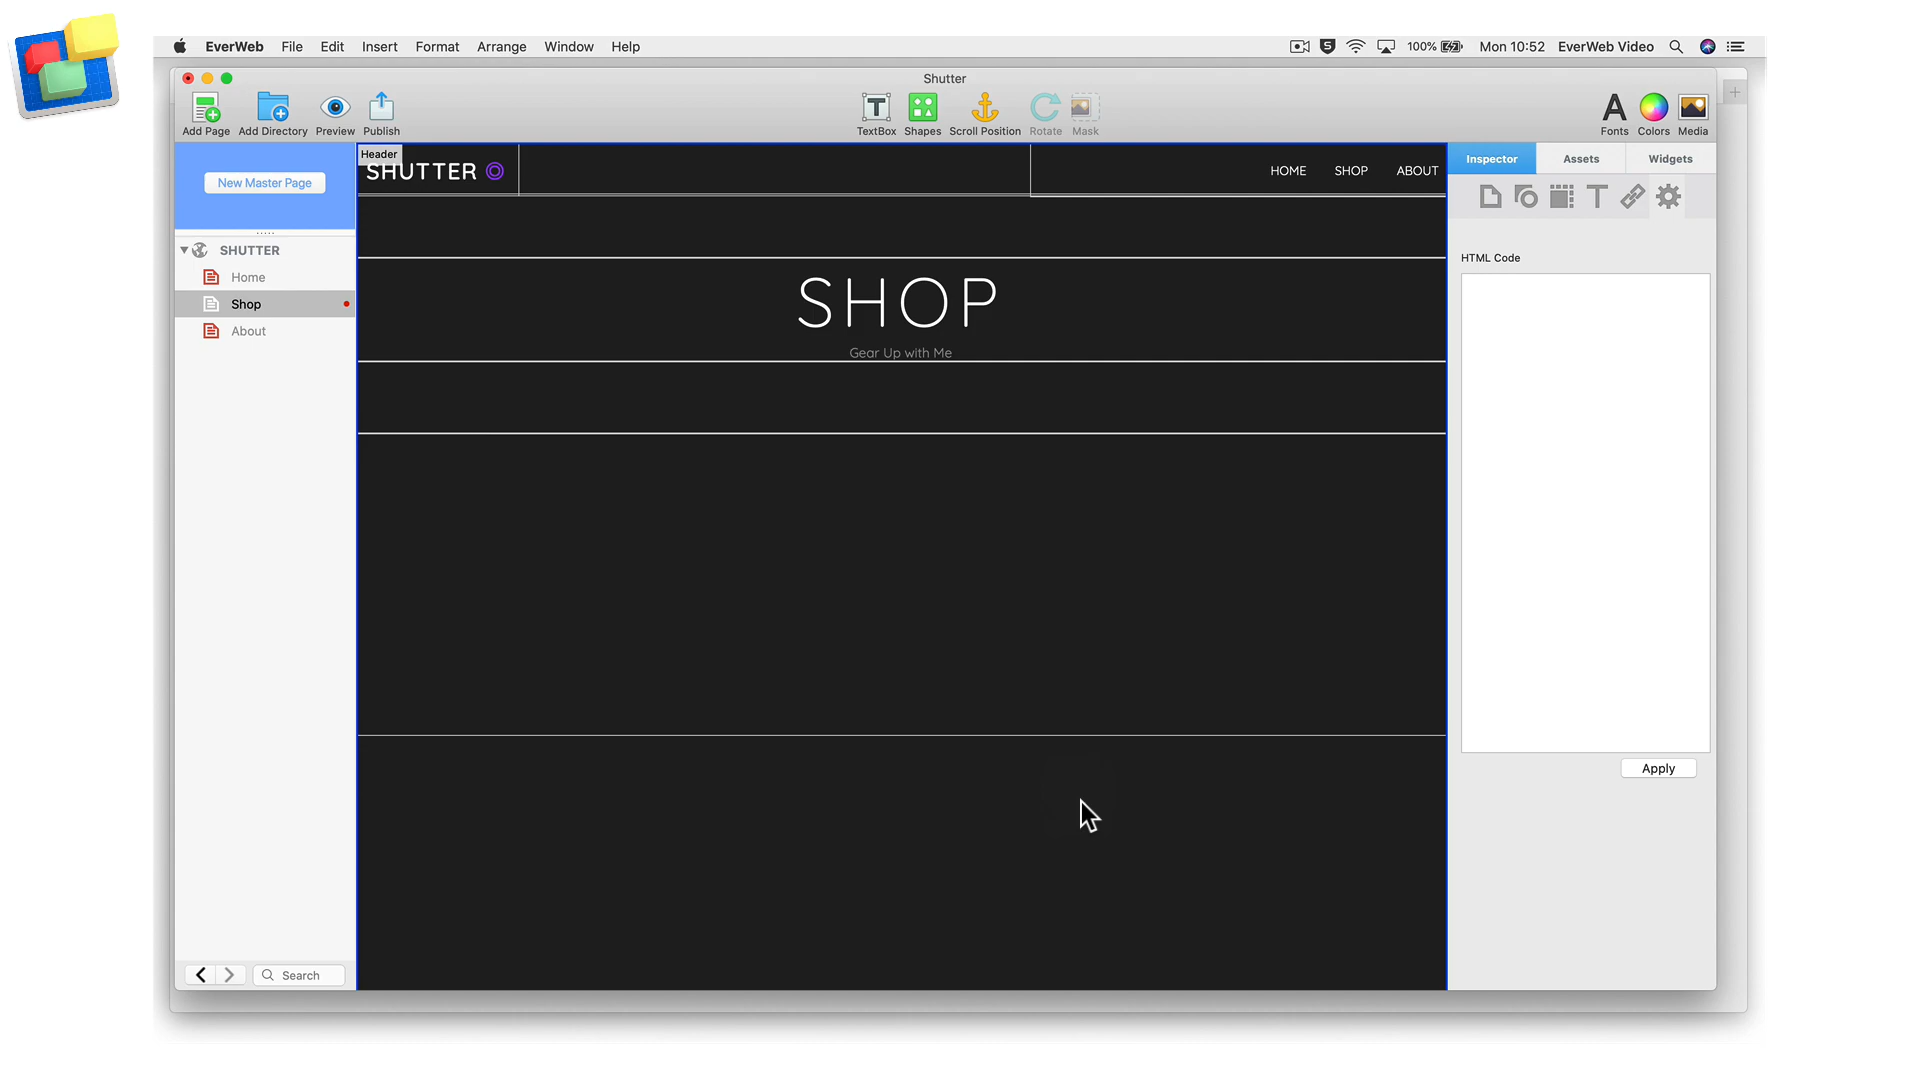 EverWeb File Edit Insert Format Arrange Window Help 100% Mon 10:52 EverWeb Video
Shutter
Add Page Add Directory Preview Publish TextBox Shapes Scroll Position Rotate Mask Fonts Colors Media
New Master Page
SHUTTER
Home
Shop
About
Search
Header
SHUTTER HOME SHOP ABOUT
SHOP
Gear Up with Me
Inspector Assets Widgets
HTML Code
Apply